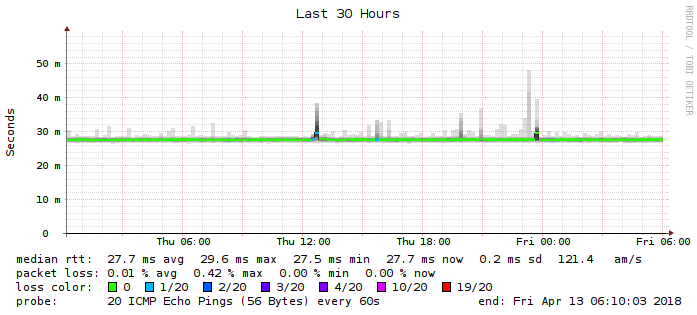 Last 30 Hours
RRDTOOL / TOBI OETIKER
Seconds
50 m
40 m
30 m
20 m
10 m
0
Thu 06:00 Thu 12:00 Thu 18:00 Fri 00:00 Fri 06:00
median rtt: 27.7 ms avg 29.6 ms max 27.5 ms min 27.7 ms now 0.2 ms sd 121.4 am/s
packet loss: 0.01 % avg 0.42 % max 0.00 % min 0.00 % now
loss color: 0 1/20 2/20 3/20 4/20 10/20 19/20
probe: 20 ICMP Echo Pings (56 Bytes) every 60s end: Fri Apr 13 06:10:03 2018